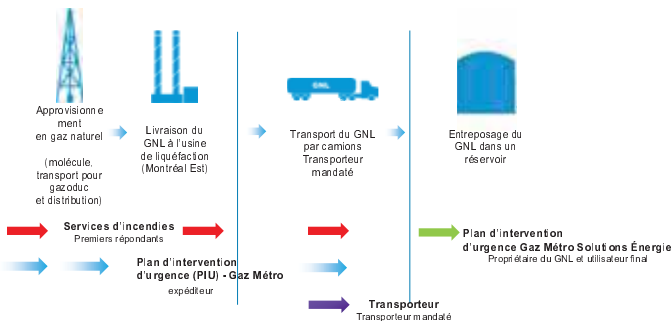 Approvisionne
ment
en gaz naturel
(molécule,
transport pour
gazoduc
et distribution)
Livraison du
GNL à l'usine
de liquéfaction
(Montréal Est)
GNL
Transport du GNL
par camions
Transporteur
mandaté
Entreposage du
GNL dans un
réservoir
Services d'incendies
Premiers répondants
Plan d'intervention
d'urgence Gaz Métro Solutions Énergie
Propriétaire du GNL et utilisateur final
Plan d'intervention
d'urgence (PIU) - Gaz Métro
expéditeur
Transporteur
Transporteur mandaté